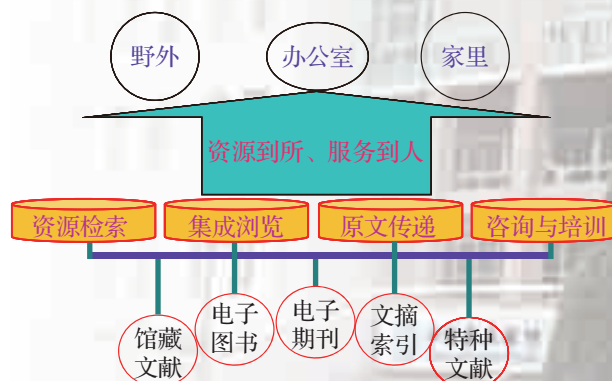 野外
办公室
家里
资源到所、服务到人
资源检索
集成浏览
原文传递
咨询与培训
馆藏
文献
电子
图书
电子
期刊
文摘
索引
特种
文献